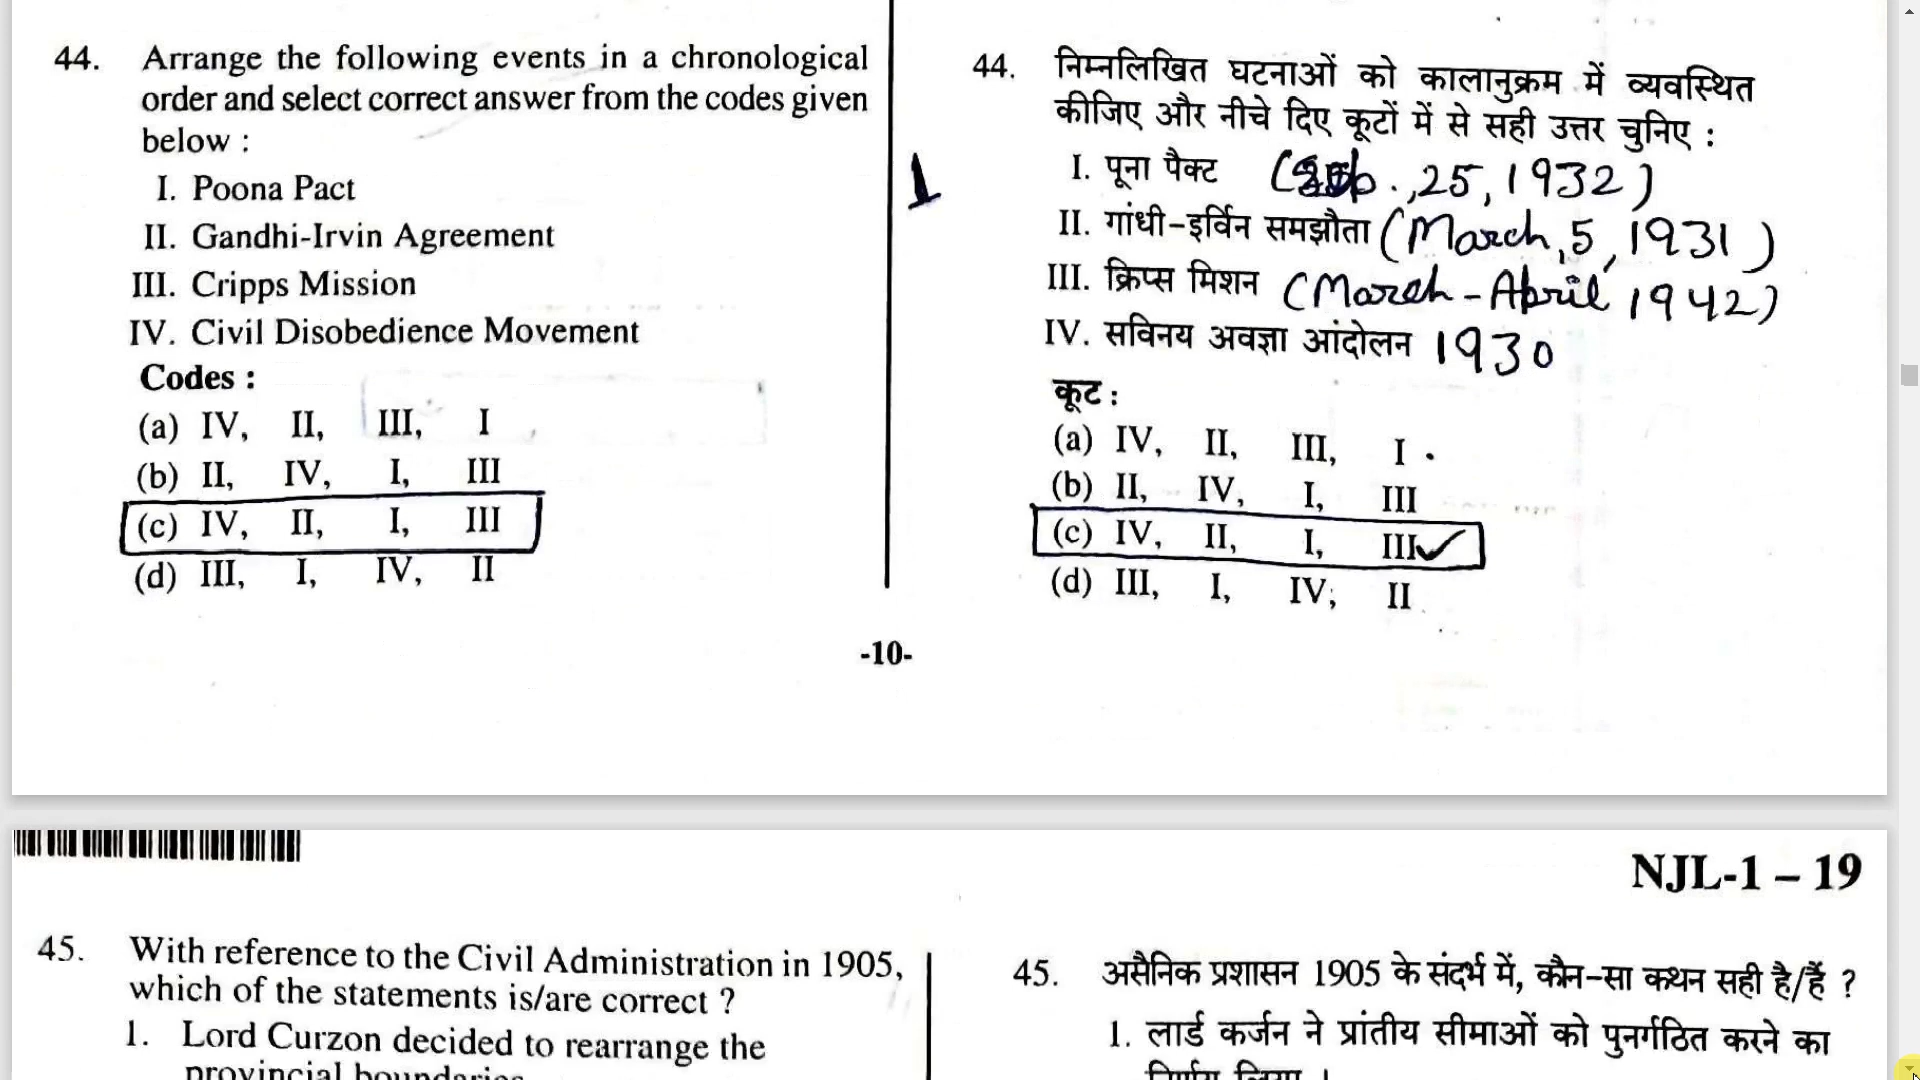 44. Arrange the following events in a chronological
order and select correct answer from the codes given
below :
I. Poona Pact
II. Gandhi-Irvin Agreement
III. Cripps Mission
IV. Civil Disobedience Movement
Codes :
(a) IV, II, III, I
(b) II, IV, I, III
(c) IV, II, I, III
(d) III, I, IV, II
1
44. निम्नलिखित घटनाओं को कालानुक्रम में व्यवस्थित
कीजिए और नीचे दिए कूटों में से सही उत्तर चुनिए :
I. पूना पैक्ट ., 25, 1932)
II. गांधी-इर्विन समझौता (March, 5, 1931)
III. क्रिप्स मिशन (March - April 1942)
IV. सविनय अवज्ञा आंदोलन 1930
कूट :
(a) IV, II, III, I .
(b) II, IV, I, III
(c) IV, II, I, III ✓
(d) III, I, IV, II
-10-
NJL-1 – 19
45. With reference to the Civil Administration in 1905,
which of the statements is/are correct ?
1. Lord Curzon decided to rearrange the
provincial boundaries.
45. असैनिक प्रशासन 1905 के संदर्भ में, कौन-सा कथन सही है/हैं ?
1. लार्ड कर्जन ने प्रांतीय सीमाओं को पुनर्गठित करने का
निर्णय लिया ।